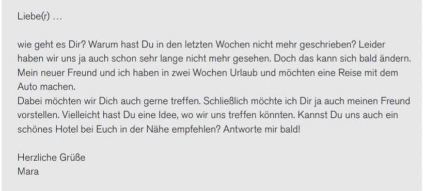 Liebe(r) …
wie geht es Dir? Warum hast Du in den letzten Wochen nicht mehr geschrieben? Leider
haben wir uns ja auch schon sehr lange nicht mehr gesehen. Doch das kann sich bald ändern.
Mein neuer Freund und ich haben in zwei Wochen Urlaub und möchten eine Reise mit dem
Auto machen.
Dabei möchten wir Dich auch gerne treffen. Schließlich möchte ich Dir ja auch meinen Freund
vorstellen. Vielleicht hast Du eine Idee, wo wir uns treffen könnten. Kannst Du uns auch ein
schönes Hotel bei Euch in der Nähe empfehlen? Antworte mir bald!
Herzliche Grüße
Mara